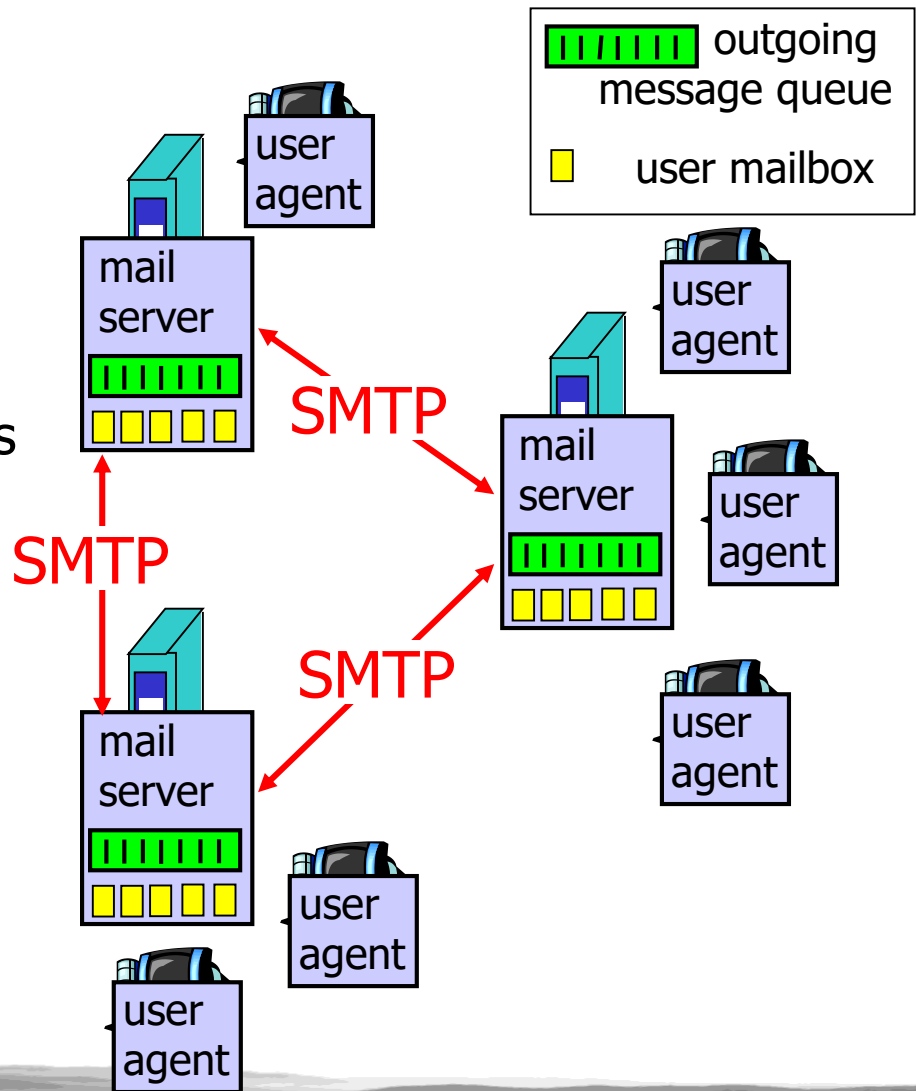 outgoing
message queue
user mailbox
user
agent
mail
server
user
agent
SMTP
mail
server
s
user
agent
SMTP
SMTP
user
agent
mail
server
user
agent
user
agent